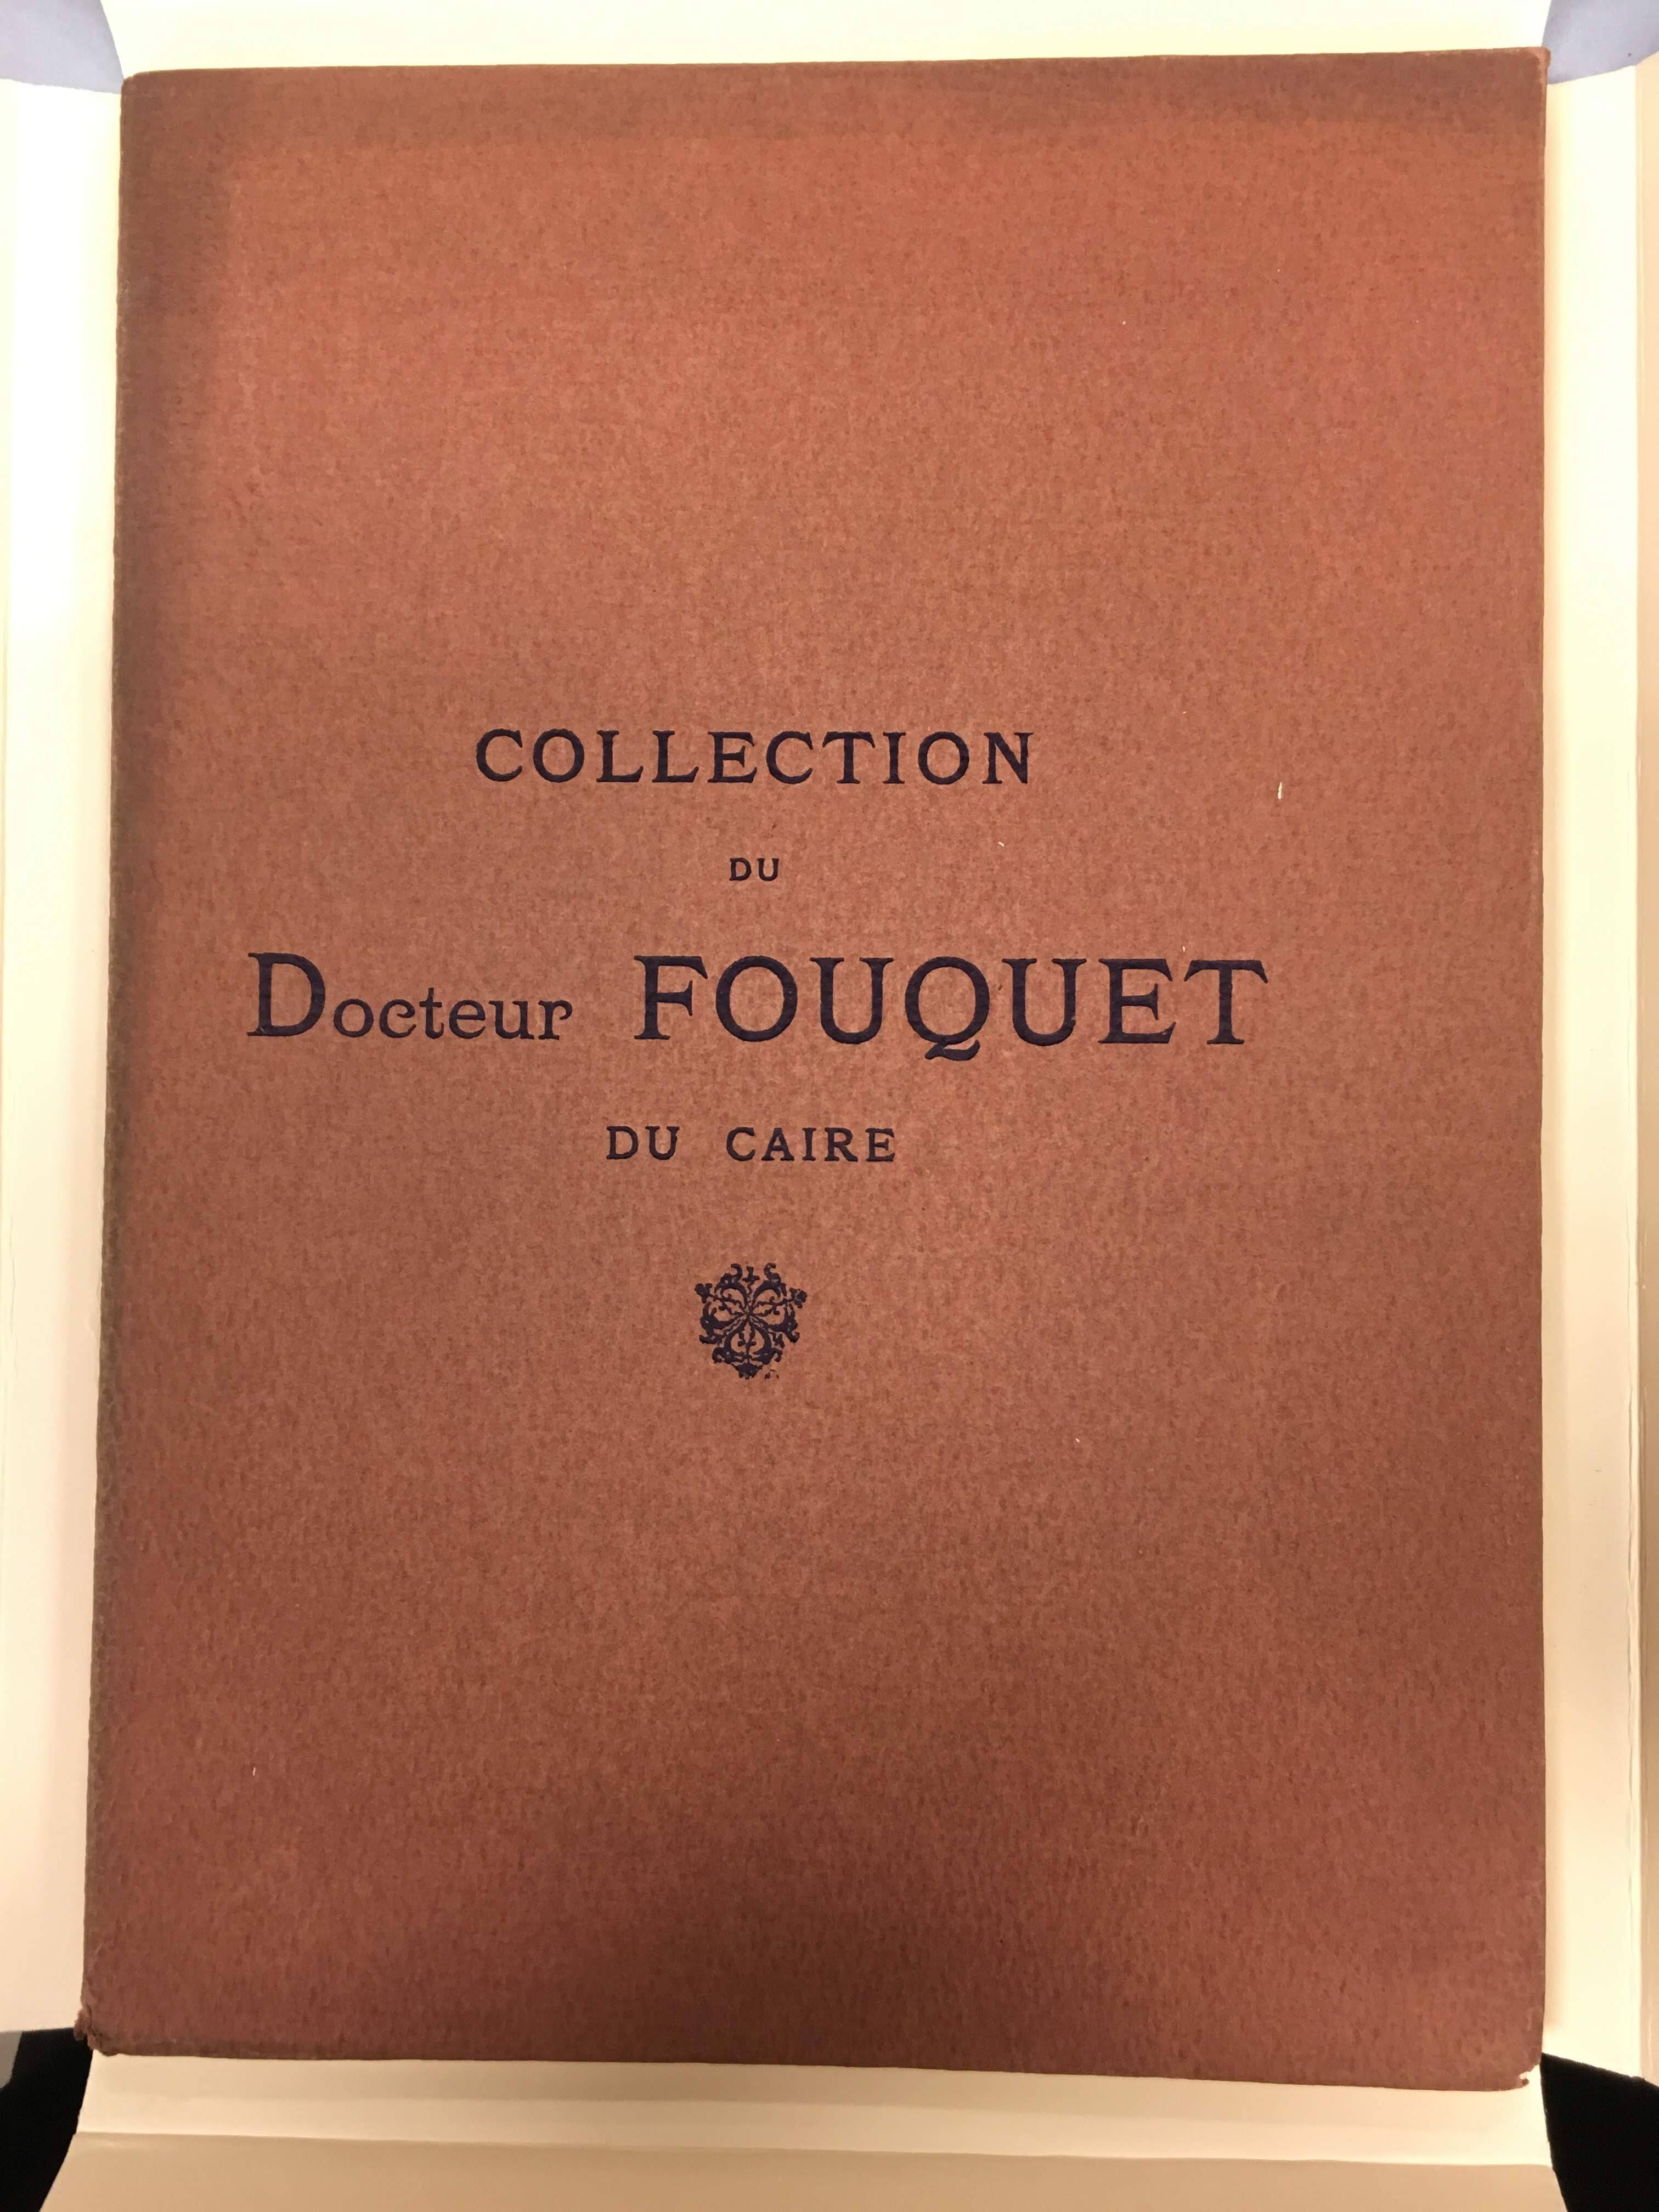 COLLECTION
DU
Docteur FOUQUET
DU CAIRE